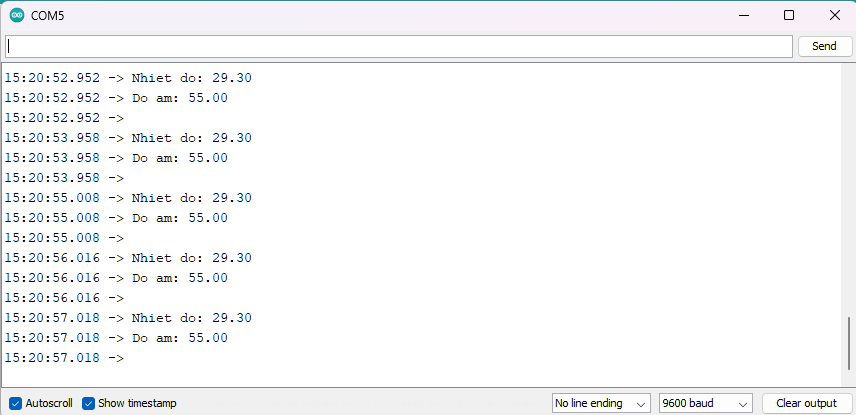 COM5
Send
15:20:52.952 -> Nhiet do: 29.30
15:20:52.952 -> Do am: 55.00
15:20:52.952 ->
15:20:53.958 -> Nhiet do: 29.30
15:20:53.958 -> Do am: 55.00
15:20:53.958 ->
15:20:55.008 -> Nhiet do: 29.30
15:20:55.008 -> Do am: 55.00
15:20:55.008 ->
15:20:56.016 -> Nhiet do: 29.30
15:20:56.016 -> Do am: 55.00
15:20:56.016 ->
15:20:57.018 -> Nhiet do: 29.30
15:20:57.018 -> Do am: 55.00
15:20:57.018 ->
Autoscroll Show timestamp No line ending 9600 baud Clear output